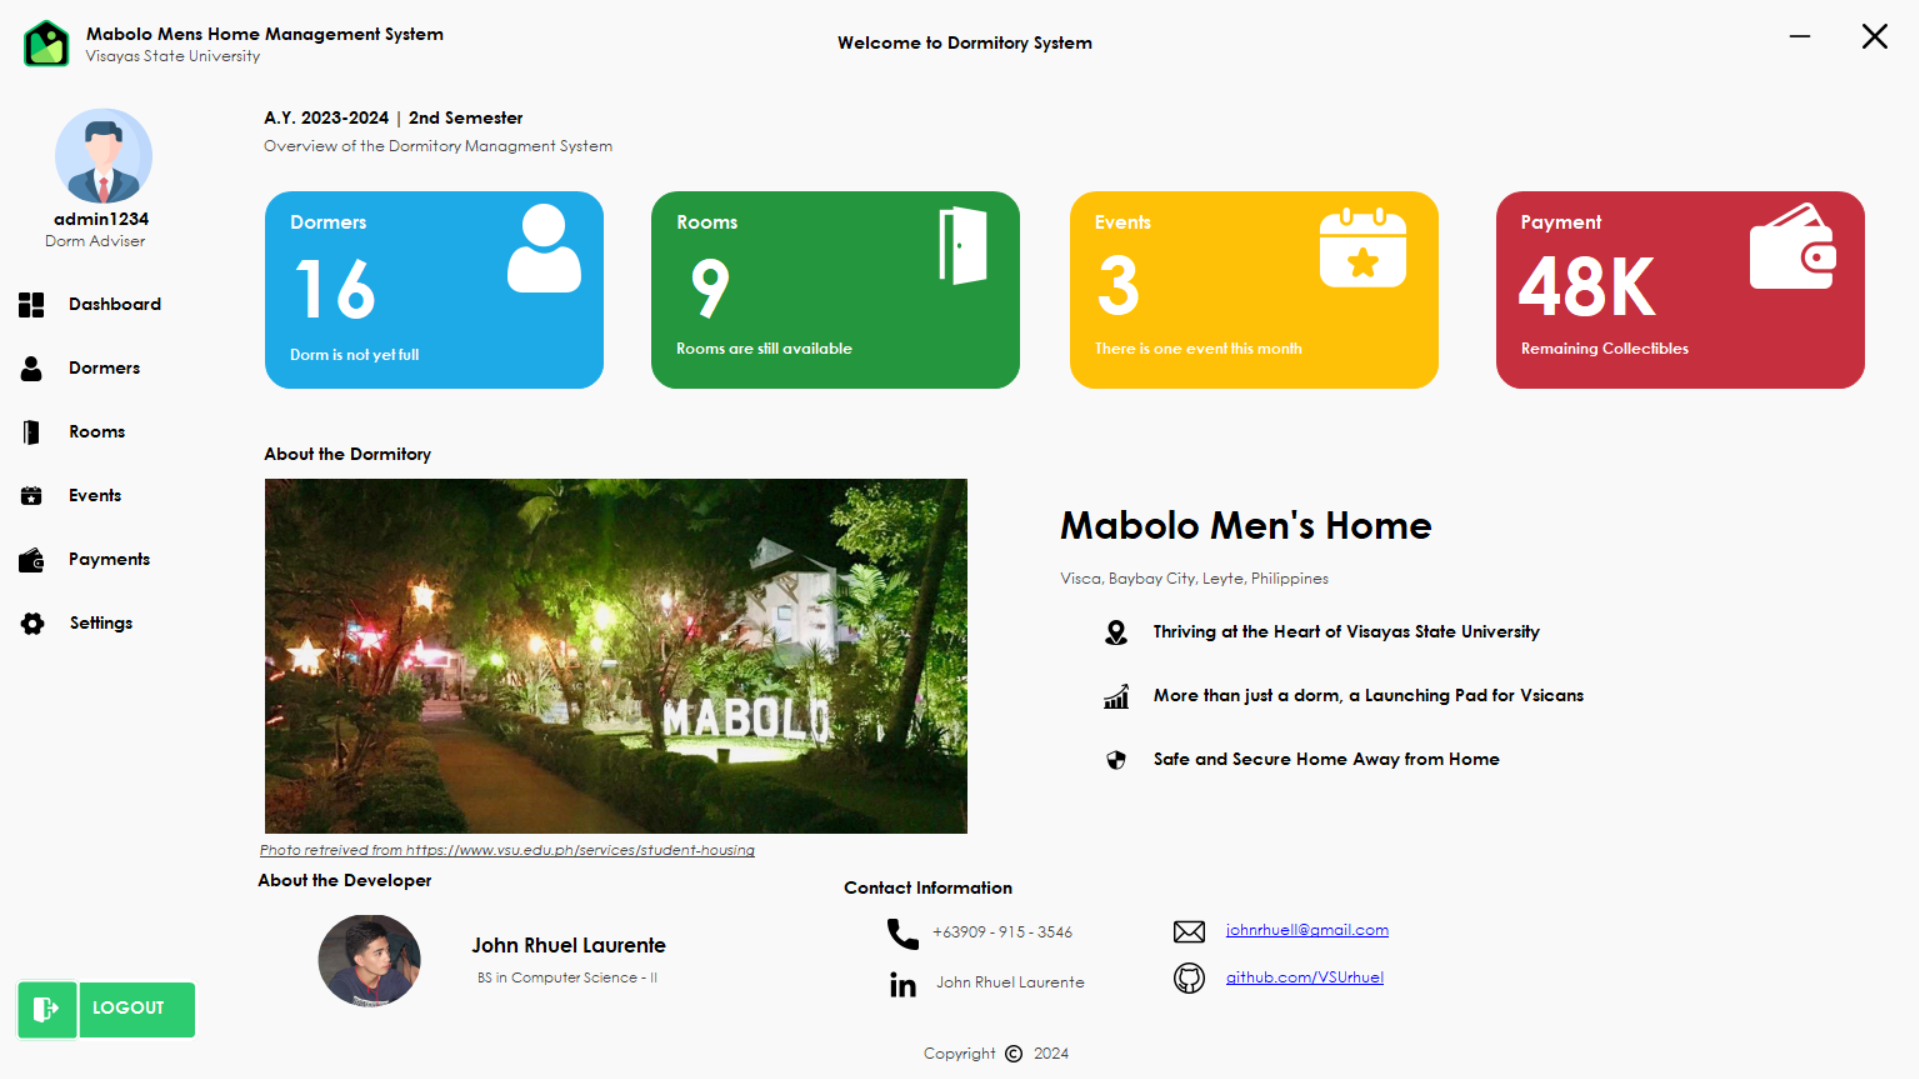 Mabolo Mens Home Management System
Visayas State University
Welcome to Dormitory System
admin1234
Dorm Adviser
Dashboard
Dormers
Rooms
Events
Payments
Settings
LOGOUT
A.Y. 2023-2024 | 2nd Semester
Overview of the Dormitory Managment System
Dormers
16
Dorm is not yet full
Rooms
9
Rooms are still available
Events
3
There is one event this month
Payment
48K
Remaining Collectibles
About the Dormitory
MABOLO
Photo retreived from https://www.vsu.edu.ph/services/student-housing
Mabolo Men's Home
Visca, Baybay City, Leyte, Philippines
Thriving at the Heart of Visayas State University
More than just a dorm, a Launching Pad for Vsicans
Safe and Secure Home Away from Home
About the Developer
John Rhuel Laurente
BS in Computer Science - II
Contact Information
+63909 - 915 - 3546
in John Rhuel Laurente
johnrhuell@gmail.com
github.com/VSUrhuel
Copyright © 2024